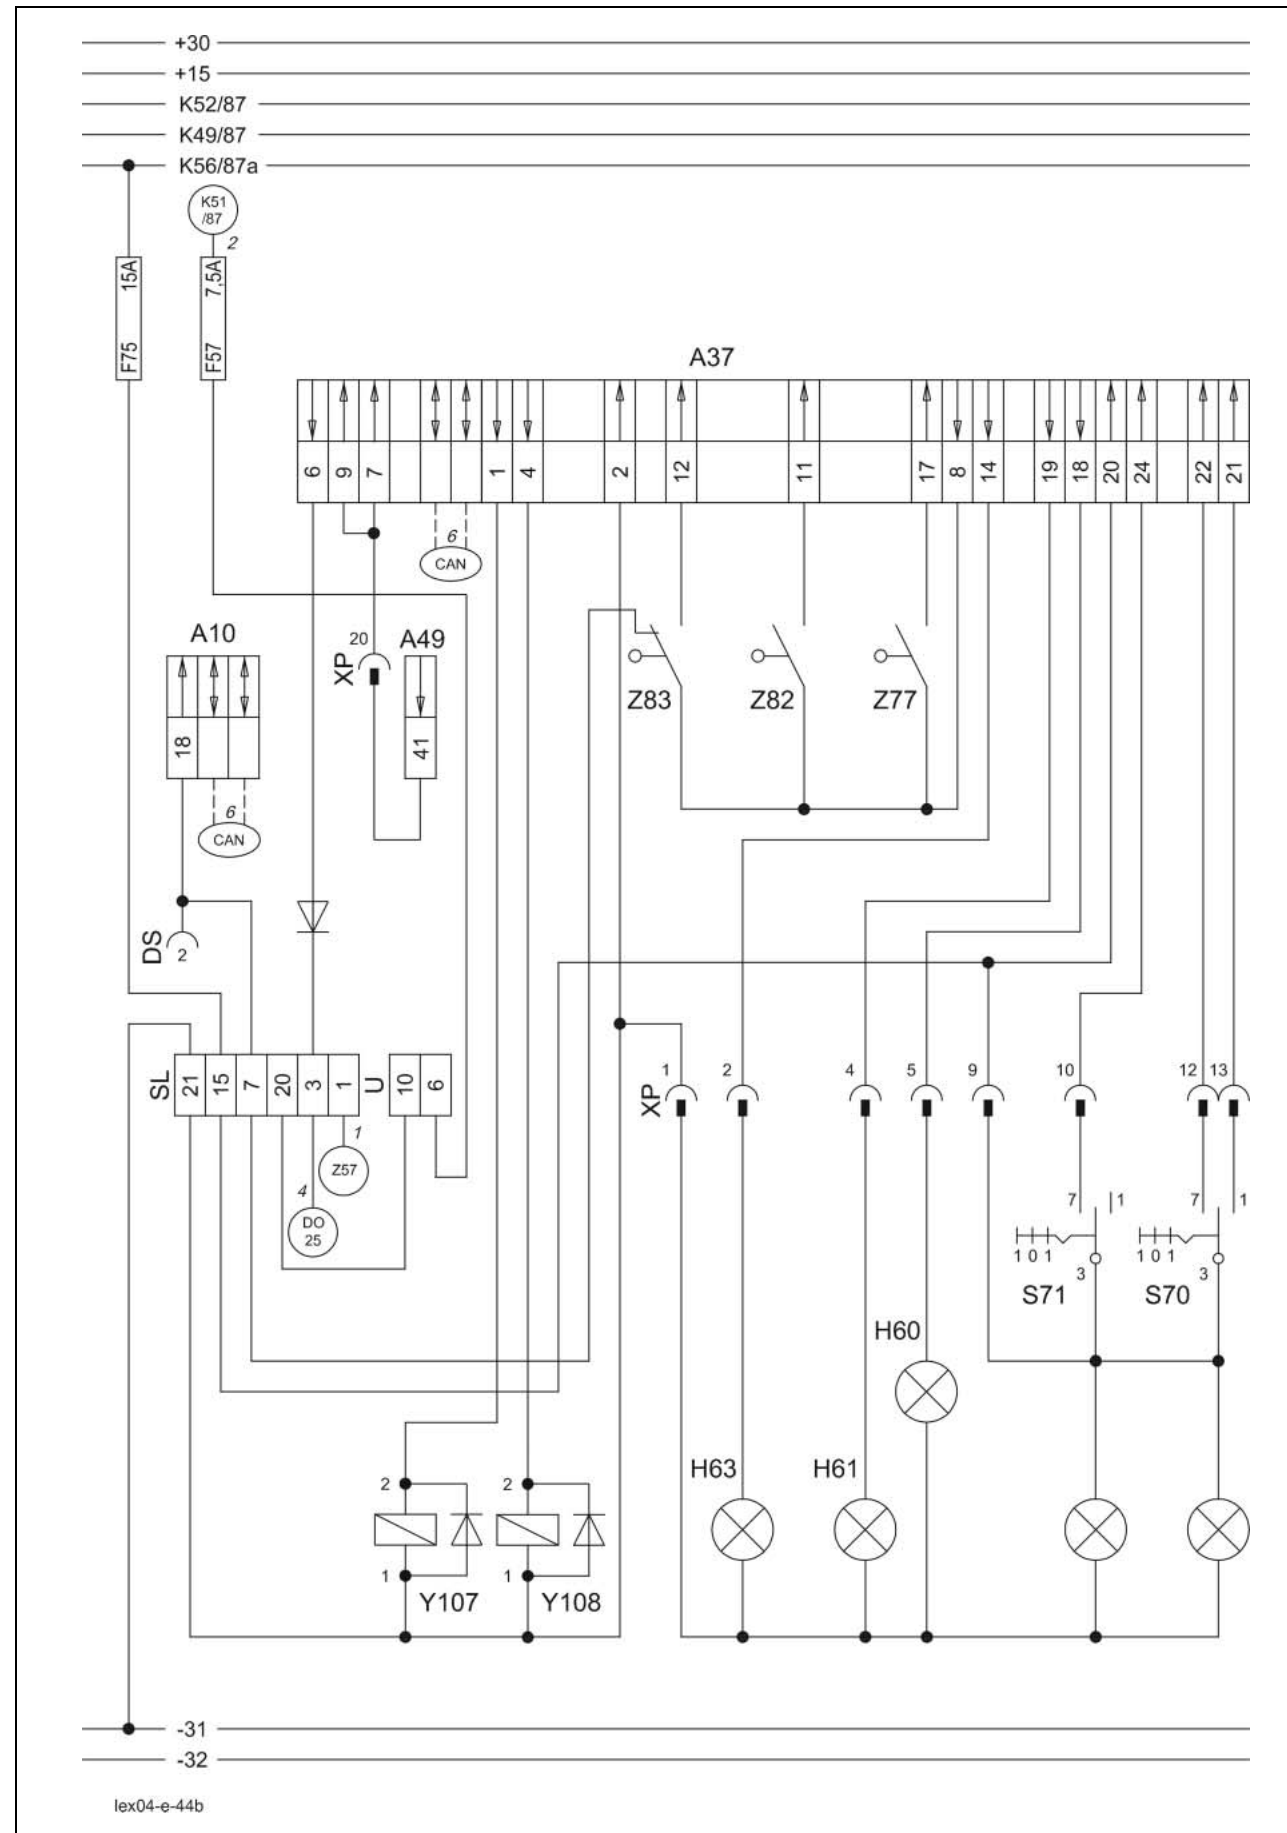 +30
+15
K52/87
K49/87
K56/87a
K51
/87
2
15A
7,5A
F75
F57
A37
6 9 7 1 4 2 12 11 17 8 14 19 18 20 24 22 21
6
CAN
A10
20
A49
XP
Z83
Z82
Z77
18
41
6
CAN
DS
2
SL
21 15 7 20 3 1
U
10 6
XP
1 2 4 5 9 10 12 13
1
Z57
4
DO
25
7 1 7 1
1 0 1
3
1 0 1
3
S71
S70
H60
H63
H61
2
2
1
1
Y107
Y108
-31
-32
lex04-e-44b